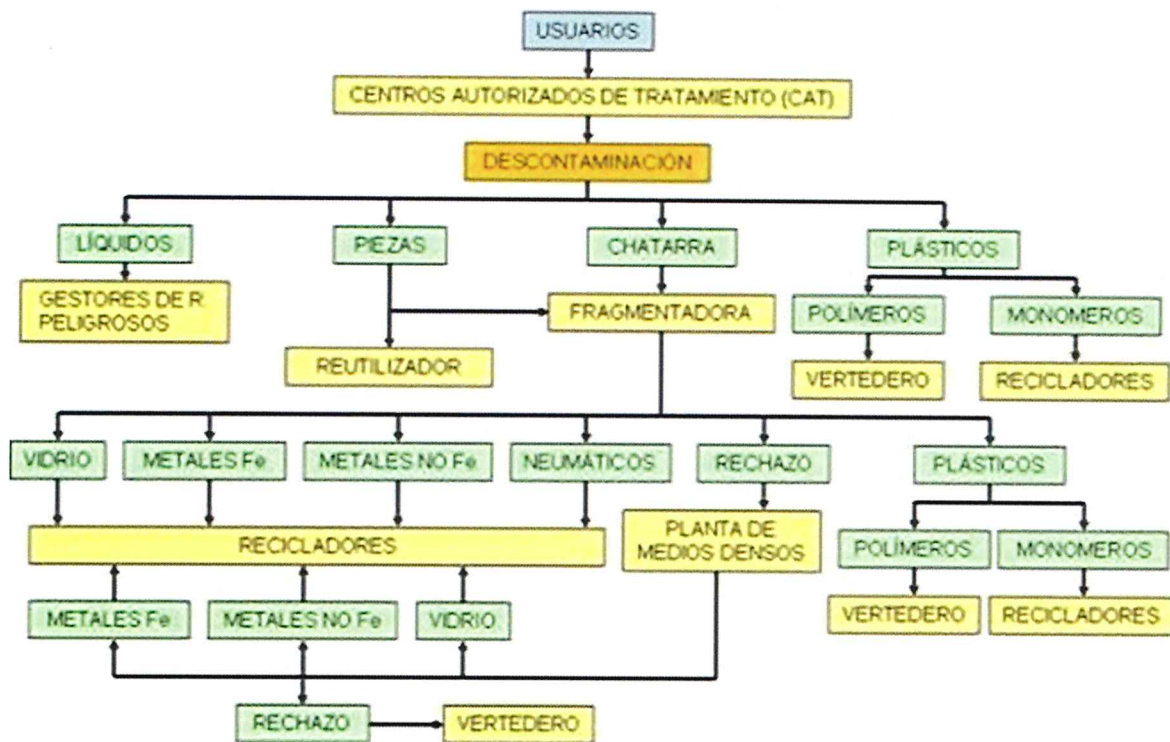 USUARIOS
CENTROS AUTORIZADOS DE TRATAMIENTO (CAT)
DESCONTAMINACIÓN
LÍQUIDOS
PIEZAS
CHATARRA
PLÁSTICOS
GESTORES DE R.
PELIGROSOS
FRAGMENTADORA
POLÍMEROS
MONOMEROS
REUTILIZADOR
VERTEDERO
RECICLADORES
VIDRIO
METALES Fe
METALES NO Fe
NEUMÁTICOS
RECHAZO
PLÁSTICOS
RECICLADORES
PLANTA DE
MEDIOS DENSOS
POLÍMEROS
MONOMEROS
METALES Fe
METALES NO Fe
VIDRIO
VERTEDERO
RECICLADORES
RECHAZO
VERTEDERO